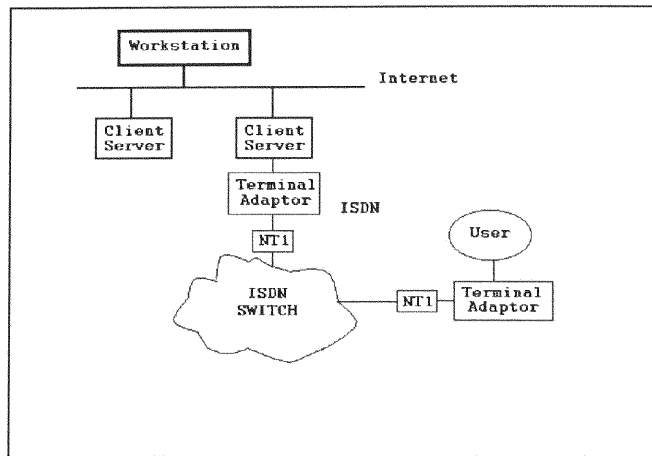 Workstation
Internet
Client
Server
Client
Server
Terminal
Adaptor
ISDN
NT1
User
ISDN
SWITCH
NT1
Terminal
Adaptor